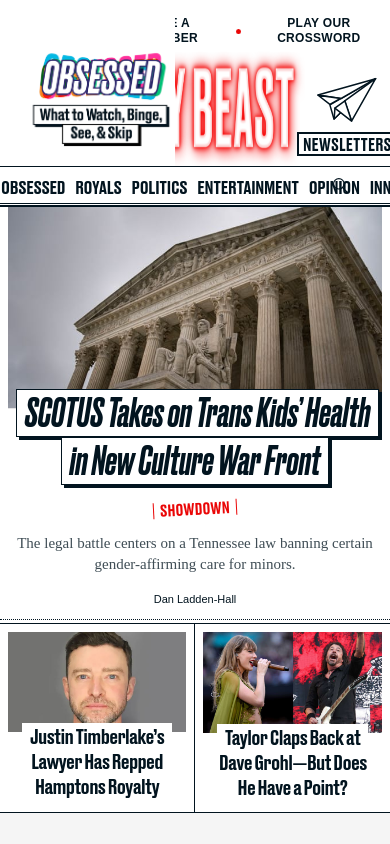 E A
BER
PLAY OUR
CROSSWORD
OBSESSED
What to Watch, Binge,
See, & Skip
Y BEAST
NEWSLETTERS
OBSESSED ROYALS POLITICS ENTERTAINMENT OPINION INN
SCOTUS Takes on Trans Kids’ Health
in New Culture War Front
SHOWDOWN
The legal battle centers on a Tennessee law banning certain
gender-affirming care for minors.
Dan Ladden-Hall
Justin Timberlake’s
Lawyer Has Repped
Hamptons Royalty
Taylor Claps Back at
Dave Grohl—But Does
He Have a Point?